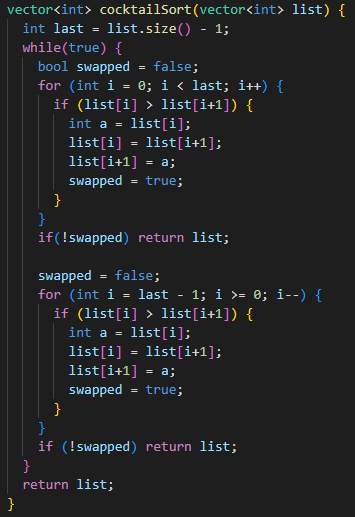 vector<int> cocktailSort(vector<int> list) {
  int last = list.size() - 1;
  while(true) {
    bool swapped = false;
    for (int i = 0; i < last; i++) {
      if (list[i] > list[i+1]) {
        int a = list[i];
        list[i] = list[i+1];
        list[i+1] = a;
        swapped = true;
      }
    }
    if(!swapped) return list;

    swapped = false;
    for (int i = last - 1; i >= 0; i--) {
      if (list[i] > list[i+1]) {
        int a = list[i];
        list[i] = list[i+1];
        list[i+1] = a;
        swapped = true;
      }
    }
    if (!swapped) return list;
  }
  return list;
}